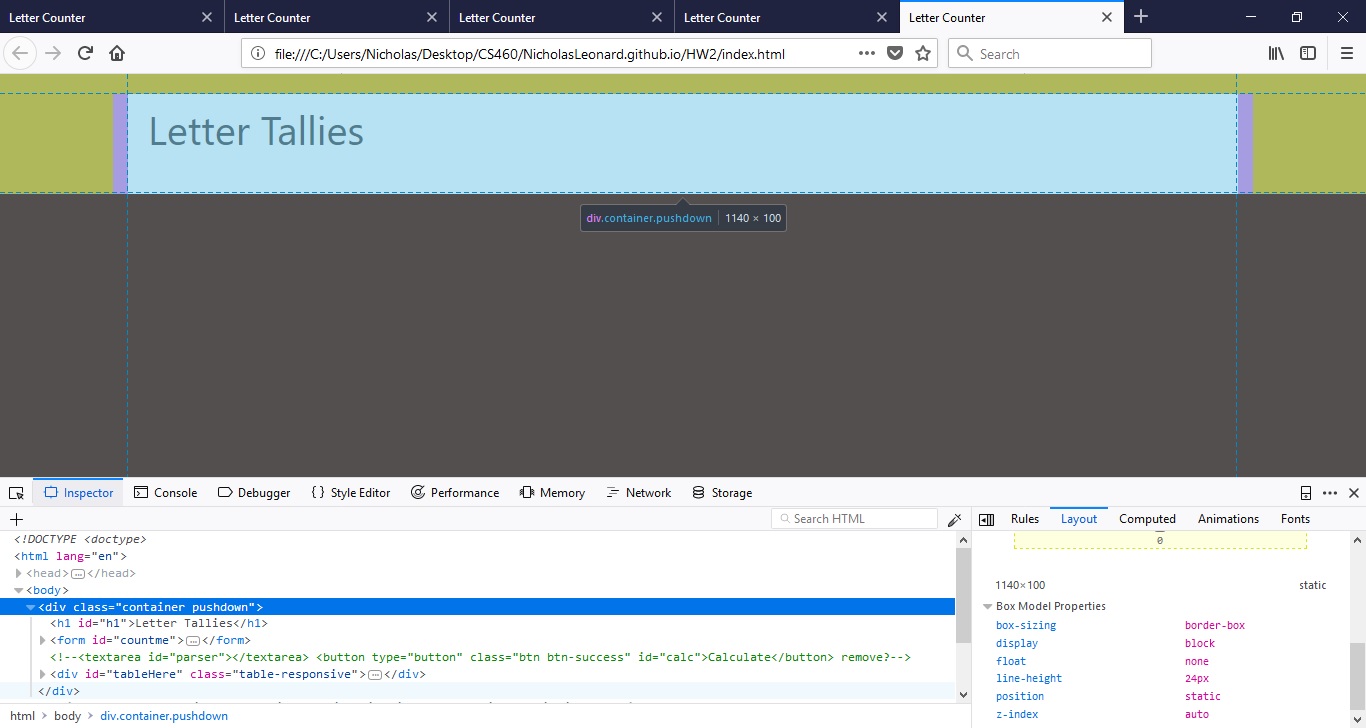 Letter Counter Letter Counter Letter Counter Letter Counter Letter Counter
file:///C:/Users/Nicholas/Desktop/CS460/NicholasLeonard.github.io/HW2/index.html Search
Letter Tallies
div.container.pushdown 1140 × 100
Inspector Console Debugger Style Editor Performance Memory Network Storage
Search HTML
Rules Layout Computed Animations Fonts
<!DOCTYPE <doctype>
<html lang="en">
<head></head>
<body>
<div class="container pushdown">
<h1 id="h1">Letter Tallies</h1>
<form id="countme"></form>
<!--<textarea id="parser"></textarea> <button type="button" class="btn btn-success" id="calc">Calculate</button> remove?-->
<div id="tableHere" class="table-responsive"></div>
</div>
html body div.container.pushdown
0
1140×100 static
Box Model Properties
box-sizing border-box
display block
float none
line-height 24px
position static
z-index auto